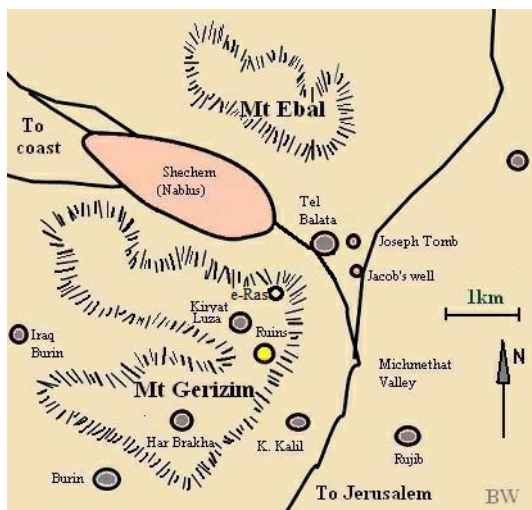 Mt Ebal
To
coast
Shechem
(Nablus)
Tel
Balata
Joseph Tomb
Jacob's well
e-Ras
1km
Kiryat
Luza
Ruins
Iraq
Burin
N
Michmethat
Valley
Mt Gerizim
Har Brakha
K. Kalil
Rujib
Burin
To Jerusalem
BW